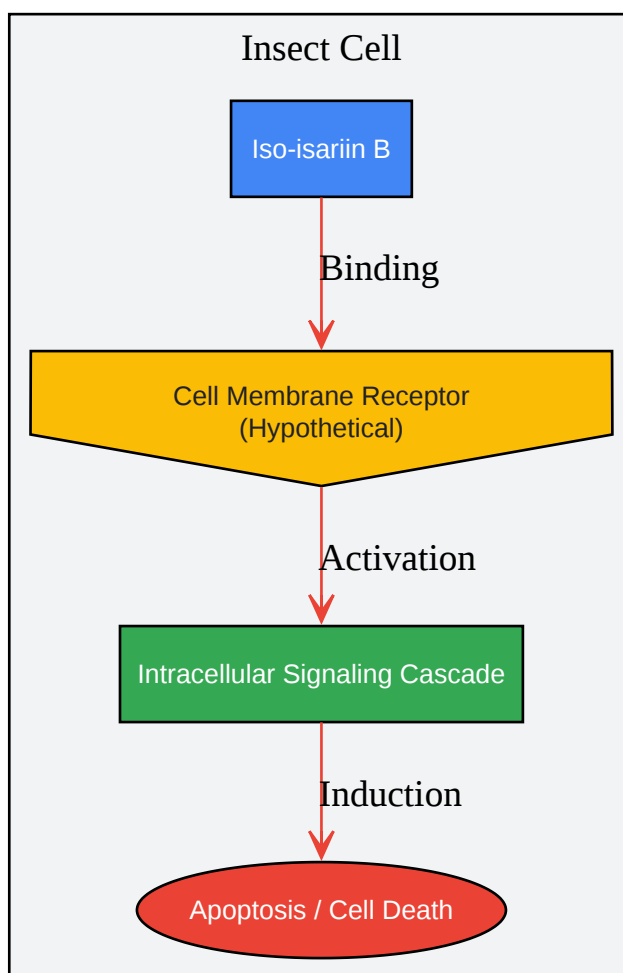 Insect Cell
Iso-isariin B
Binding
Cell Membrane Receptor
(Hypothetical)
Activation
Intracellular Signaling Cascade
Induction
Apoptosis / Cell Death